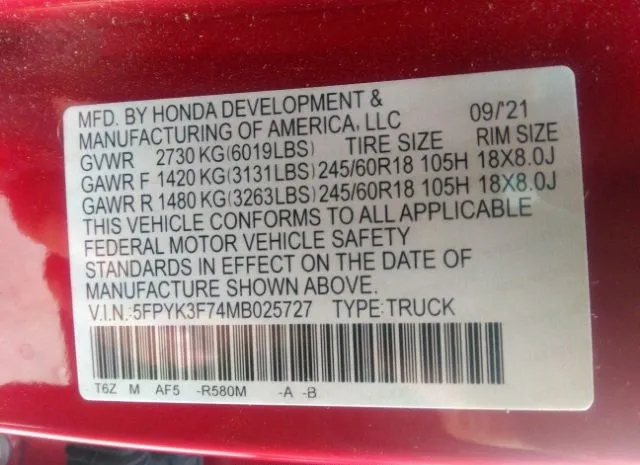 MFD. BY HONDA DEVELOPMENT & 09/'21
MANUFACTURING OF AMERICA, LLC
GVWR 2730 KG(6019LBS) TIRE SIZE RIM SIZE
GAWR F 1420 KG(3131LBS) 245/60R18 105H 18X8.0J
GAWR R 1480 KG(3263LBS) 245/60R18 105H 18X8.0J
THIS VEHICLE CONFORMS TO ALL APPLICABLE
FEDERAL MOTOR VEHICLE SAFETY
STANDARDS IN EFFECT ON THE DATE OF
MANUFACTURE SHOWN ABOVE.
V.I.N.:5FPYK3F74MB025727 TYPE:TRUCK
T6Z M AF5 -R580M -A -B